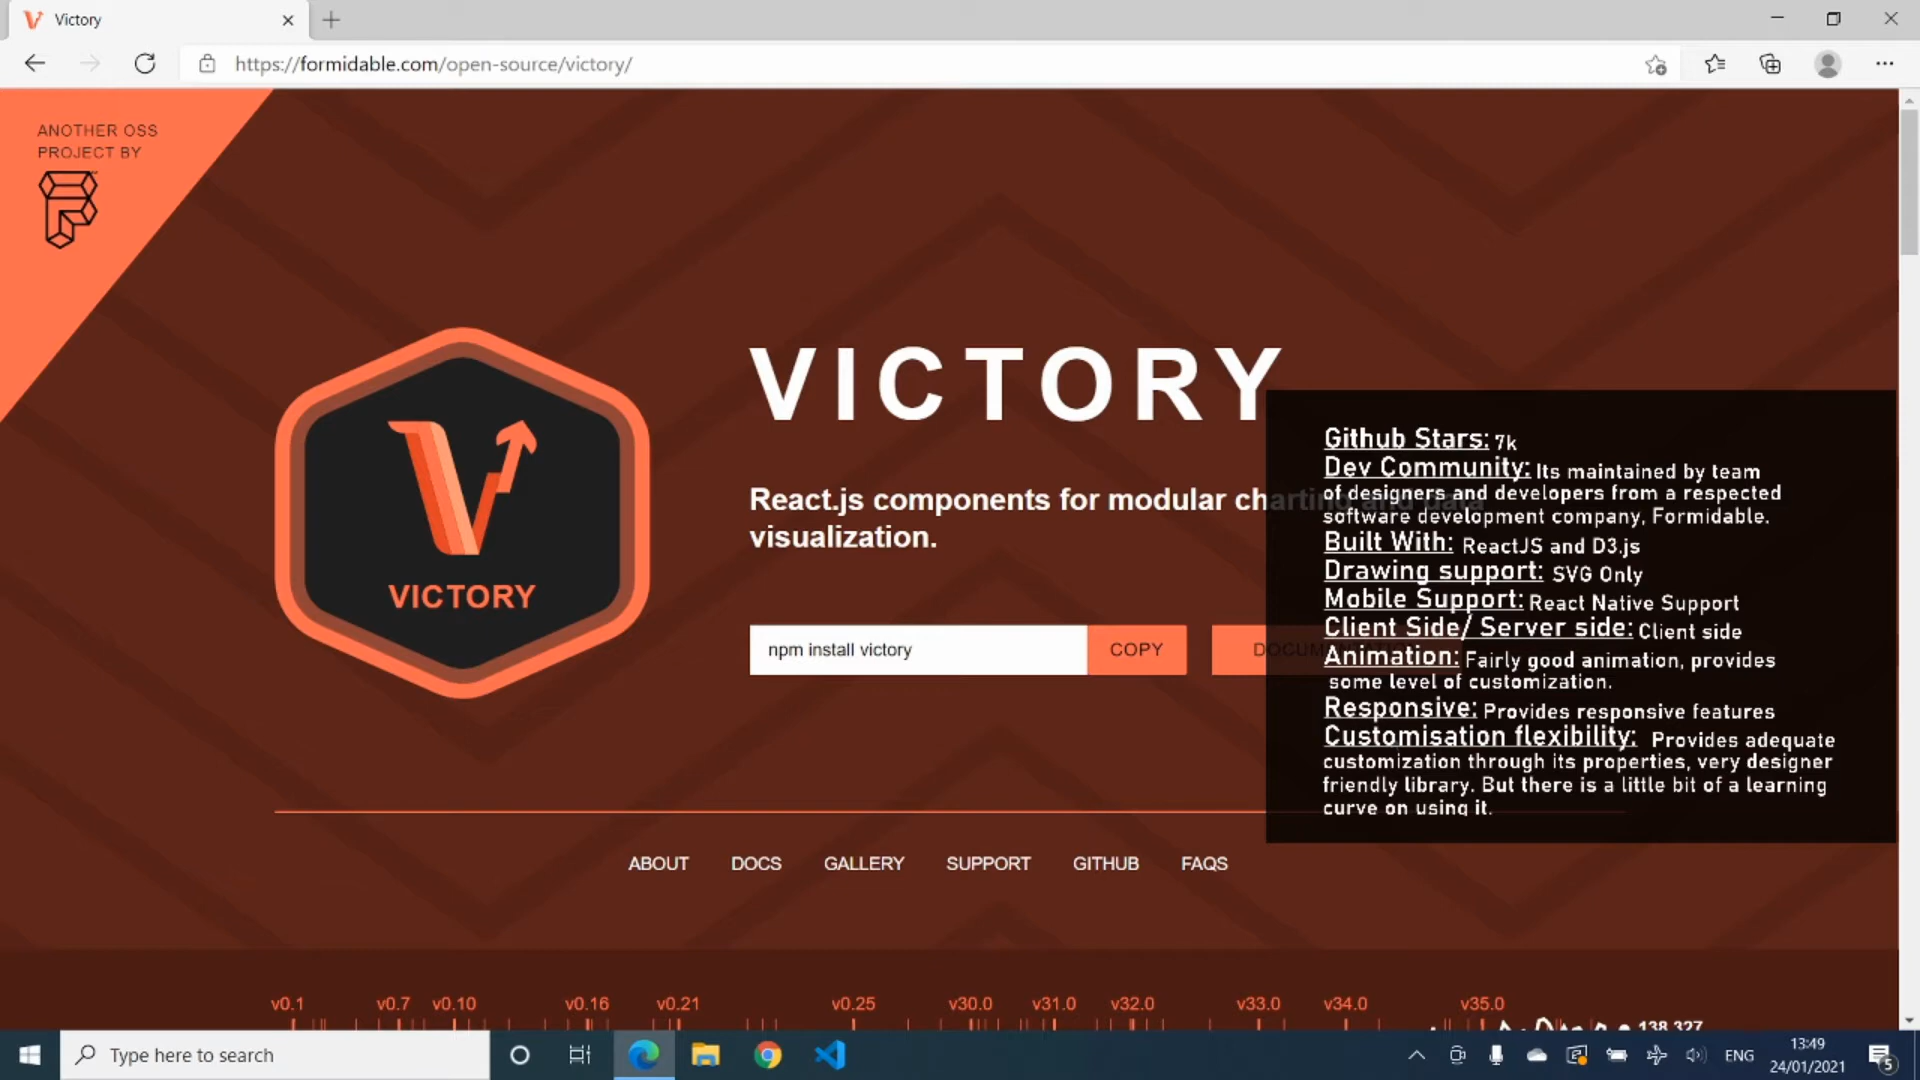 Victory
https://formidable.com/open-source/victory/
ANOTHER OSS
PROJECT BY
VICTORY
VICTORY
React.js components for modular charting and data
visualization.
npm install victory
COPY
Github Stars: 7k
Dev Community: Its maintained by team
of designers and developers from a respected
software development company, Formidable.
Built With: ReactJS and D3.js
Drawing support: SVG Only
Mobile Support: React Native Support
Client Side/ Server side: Client side
Animation: Fairly good animation, provides
some level of customization.
Responsive: Provides responsive features
Customisation flexibility: Provides adequate
customization through its properties, very designer
friendly library. But there is a little bit of a learning
curve on using it.
ABOUT DOCS GALLERY SUPPORT GITHUB FAQS
v0.1 v0.7 v0.10 v0.16 v0.21 v0.25 v30.0 v31.0 v32.0 v33.0 v34.0 v35.0
138,327
Type here to search
ENG
13:49
24/01/2021
5